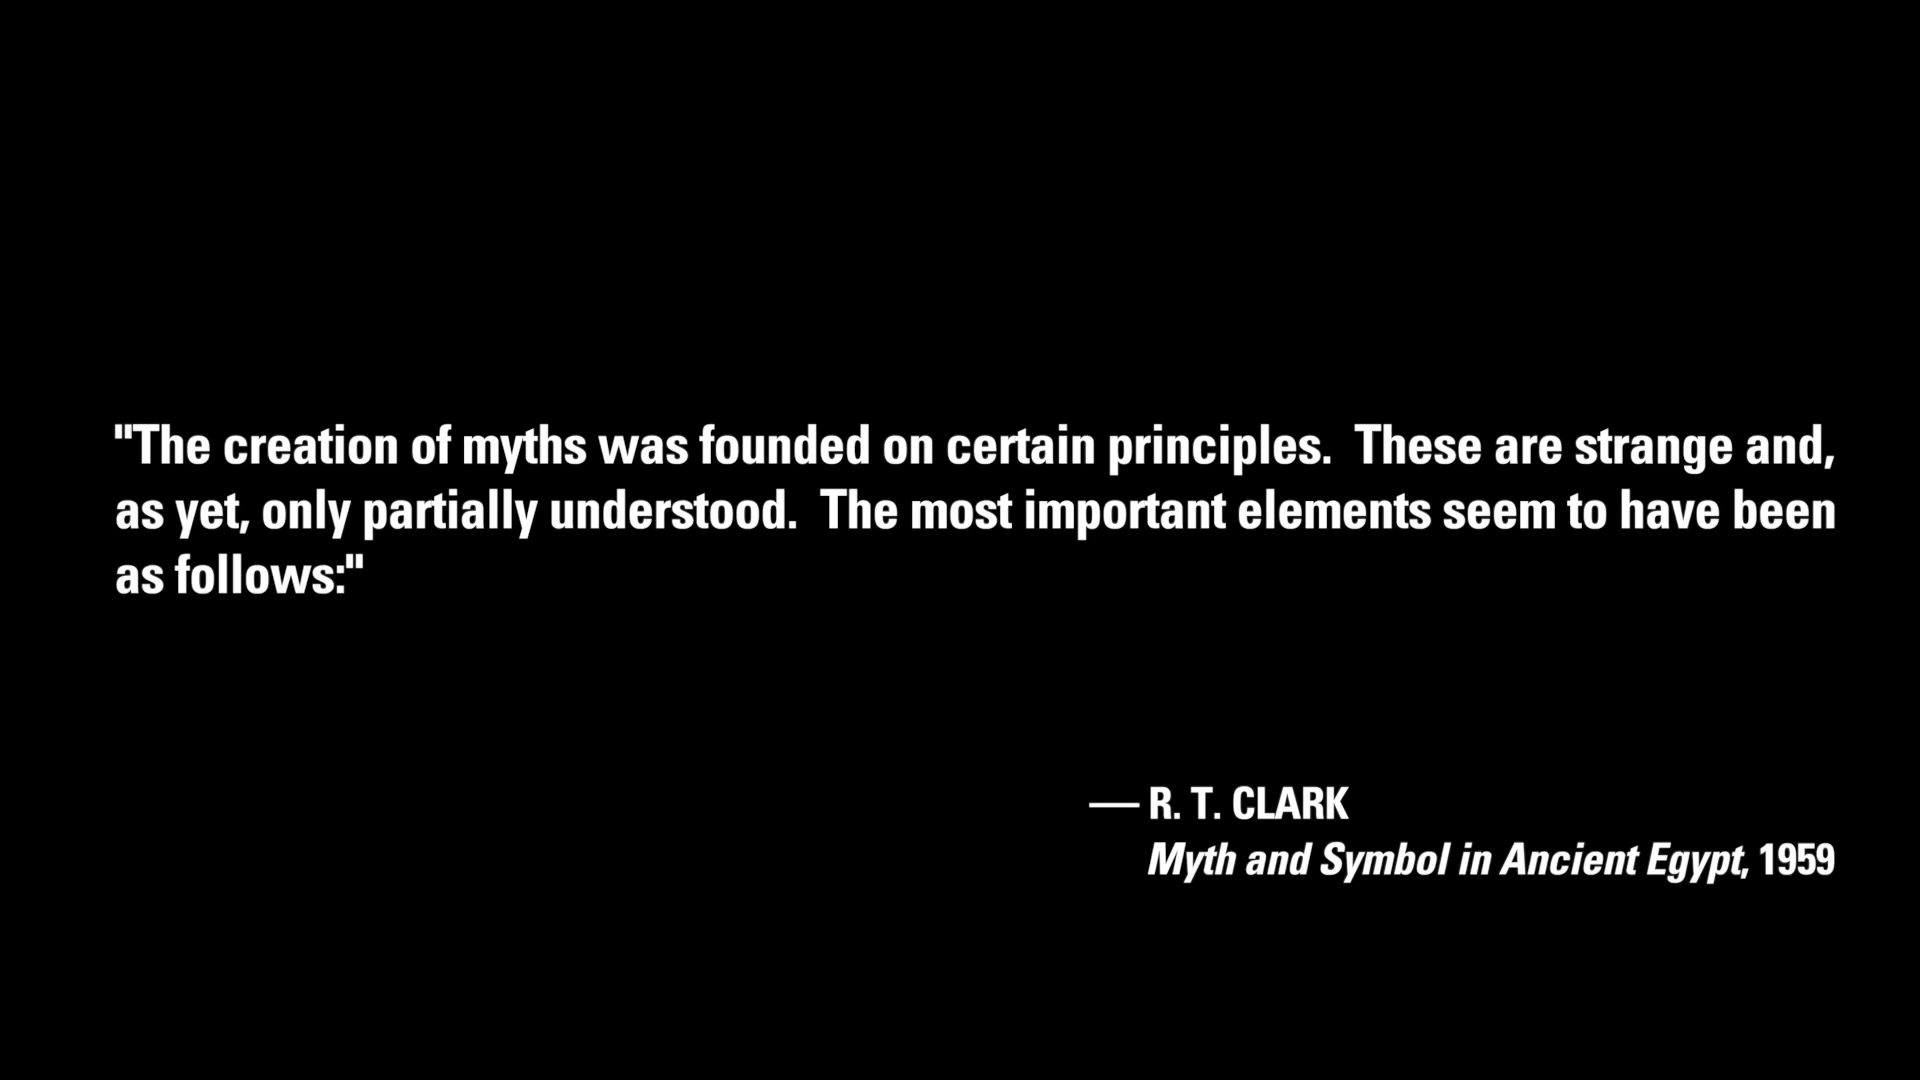 "The creation of myths was founded on certain principles.  These are strange and,
as yet, only partially understood.  The most important elements seem to have been
as follows:"
— R. T. CLARK
Myth and Symbol in Ancient Egypt, 1959